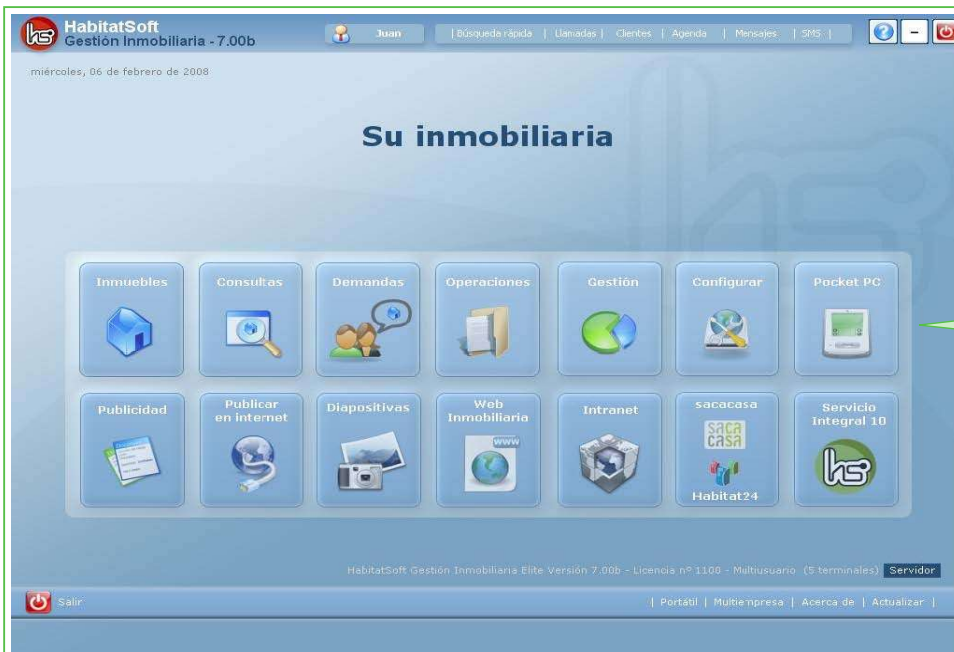 HabitatSoft
Gestión Inmobiliaria - 7.00b
Juan
| Búsqueda rápida | Llamadas | Clientes | Agenda | Mensajes | SMS |
miércoles, 06 de febrero de 2008
Su inmobiliaria
Inmuebles
Consultas
Demandas
Operaciones
Gestión
Configurar
Pocket PC
Publicidad
Publicar
en internet
Diapositivas
Web
Inmobiliaria
www
Intranet
sacacasa
saca
casa
Habitat24
Servicio
Integral 10
HabitatSoft Gestión Inmobiliaria Elite Versión 7.00b - Licencia nº 1100 - Multiusuario (5 terminales) Servidor
Salir
| Portátil | Multiempresa | Acerca de | Actualizar |